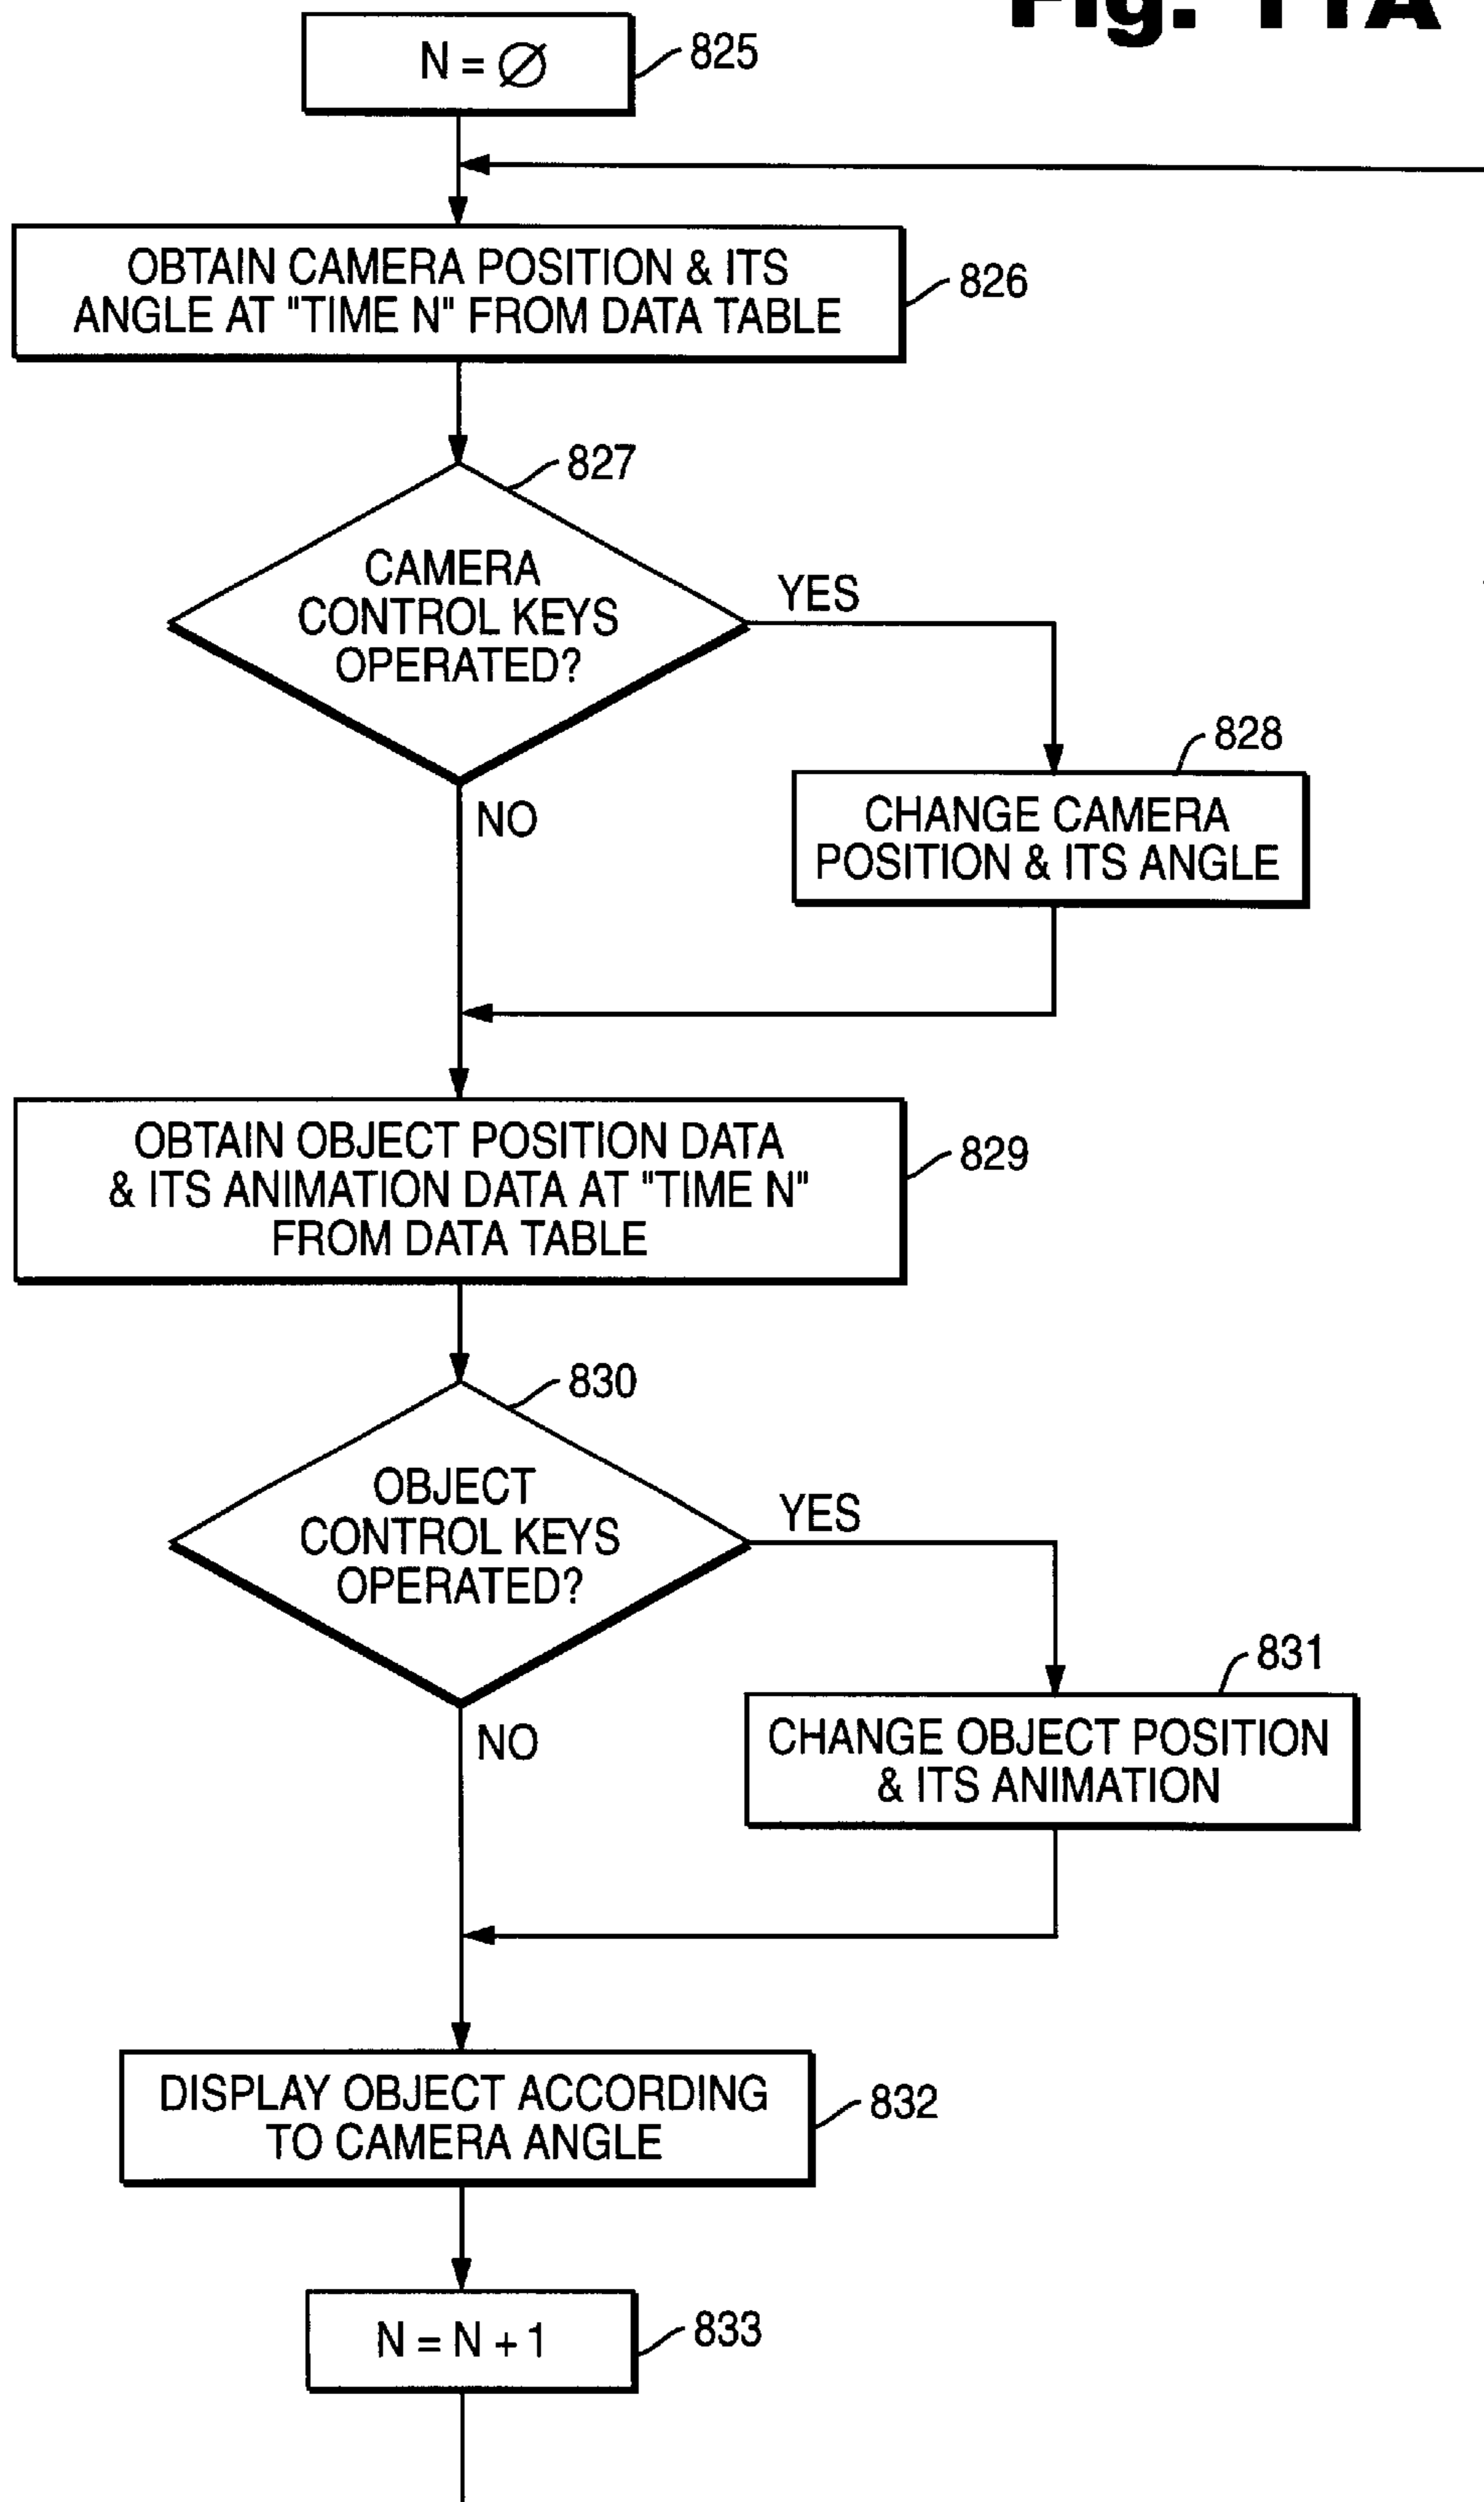 Fig. 11A
N = Ø
825
OBTAIN CAMERA POSITION & ITS
ANGLE AT "TIME N" FROM DATA TABLE
826
827
CAMERA
CONTROL KEYS
OPERATED?
YES
828
CHANGE CAMERA
POSITION & ITS ANGLE
NO
OBTAIN OBJECT POSITION DATA
& ITS ANIMATION DATA AT "TIME N"
FROM DATA TABLE
829
830
OBJECT
CONTROL KEYS
OPERATED?
YES
831
CHANGE OBJECT POSITION
& ITS ANIMATION
NO
DISPLAY OBJECT ACCORDING
TO CAMERA ANGLE
832
N = N + 1
833